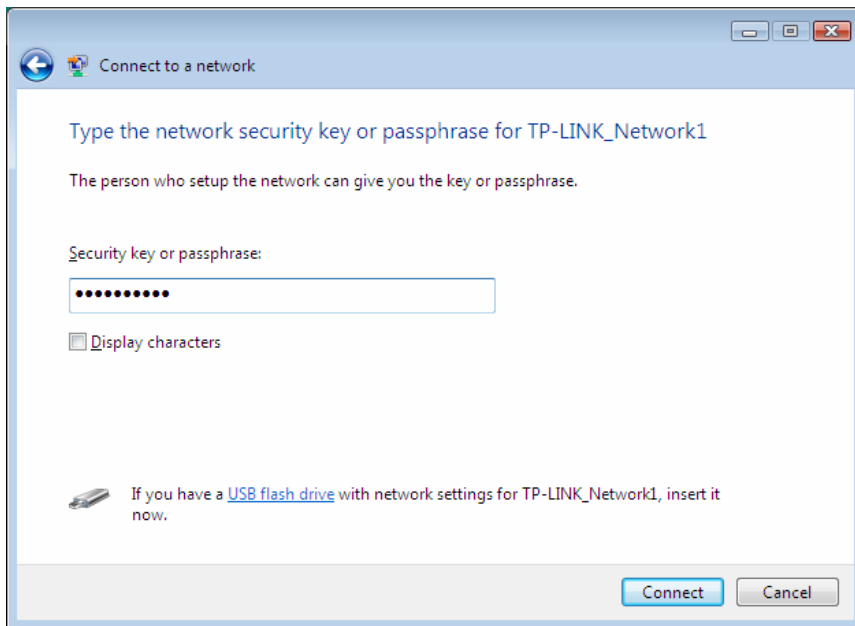 Connect to a network
Type the network security key or passphrase for TP-LINK_Network1
The person who setup the network can give you the key or passphrase.
Security key or passphrase:
••••••••••
Display characters
If you have a USB flash drive with network settings for TP-LINK_Network1, insert it
now.
Connect Cancel